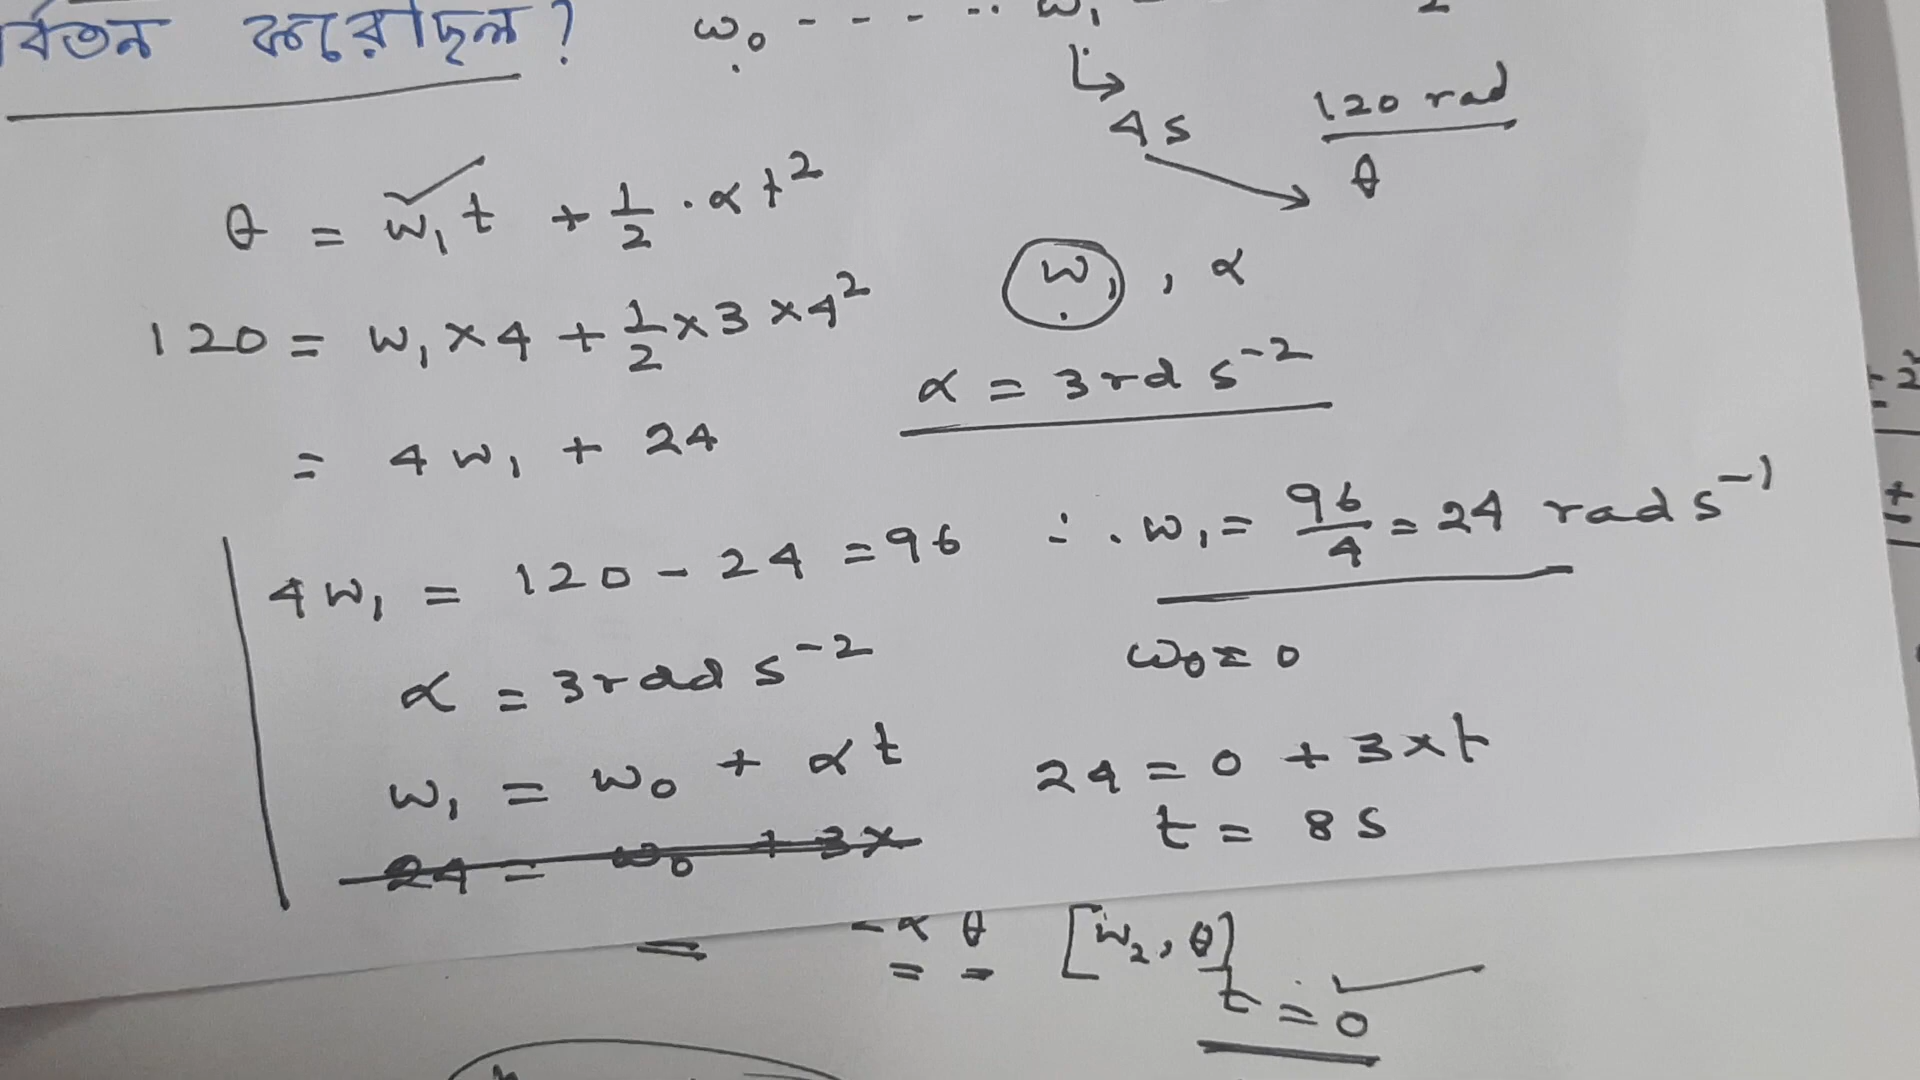 করেছিল? ω₀ - - - - ·· ω₁ -
4s
120 rad
θ
θ = ω₁t + 1/2 · αt²
ω₁ , α
120 = ω₁ × 4 + 1/2 × 3 × 4²
α = 3 rd s⁻²
= 4ω₁ + 24
4ω₁ = 120 - 24 = 96 ∴ ω₁ = 96/4 = 24 rad s⁻¹
α = 3 rad s⁻² ω₀ = 0
ω₁ = ω₀ + αt 24 = 0 + 3 × t
24 = ω₀ + 3× t = 8 s
- α θ [ω₂, θ]
t = 0